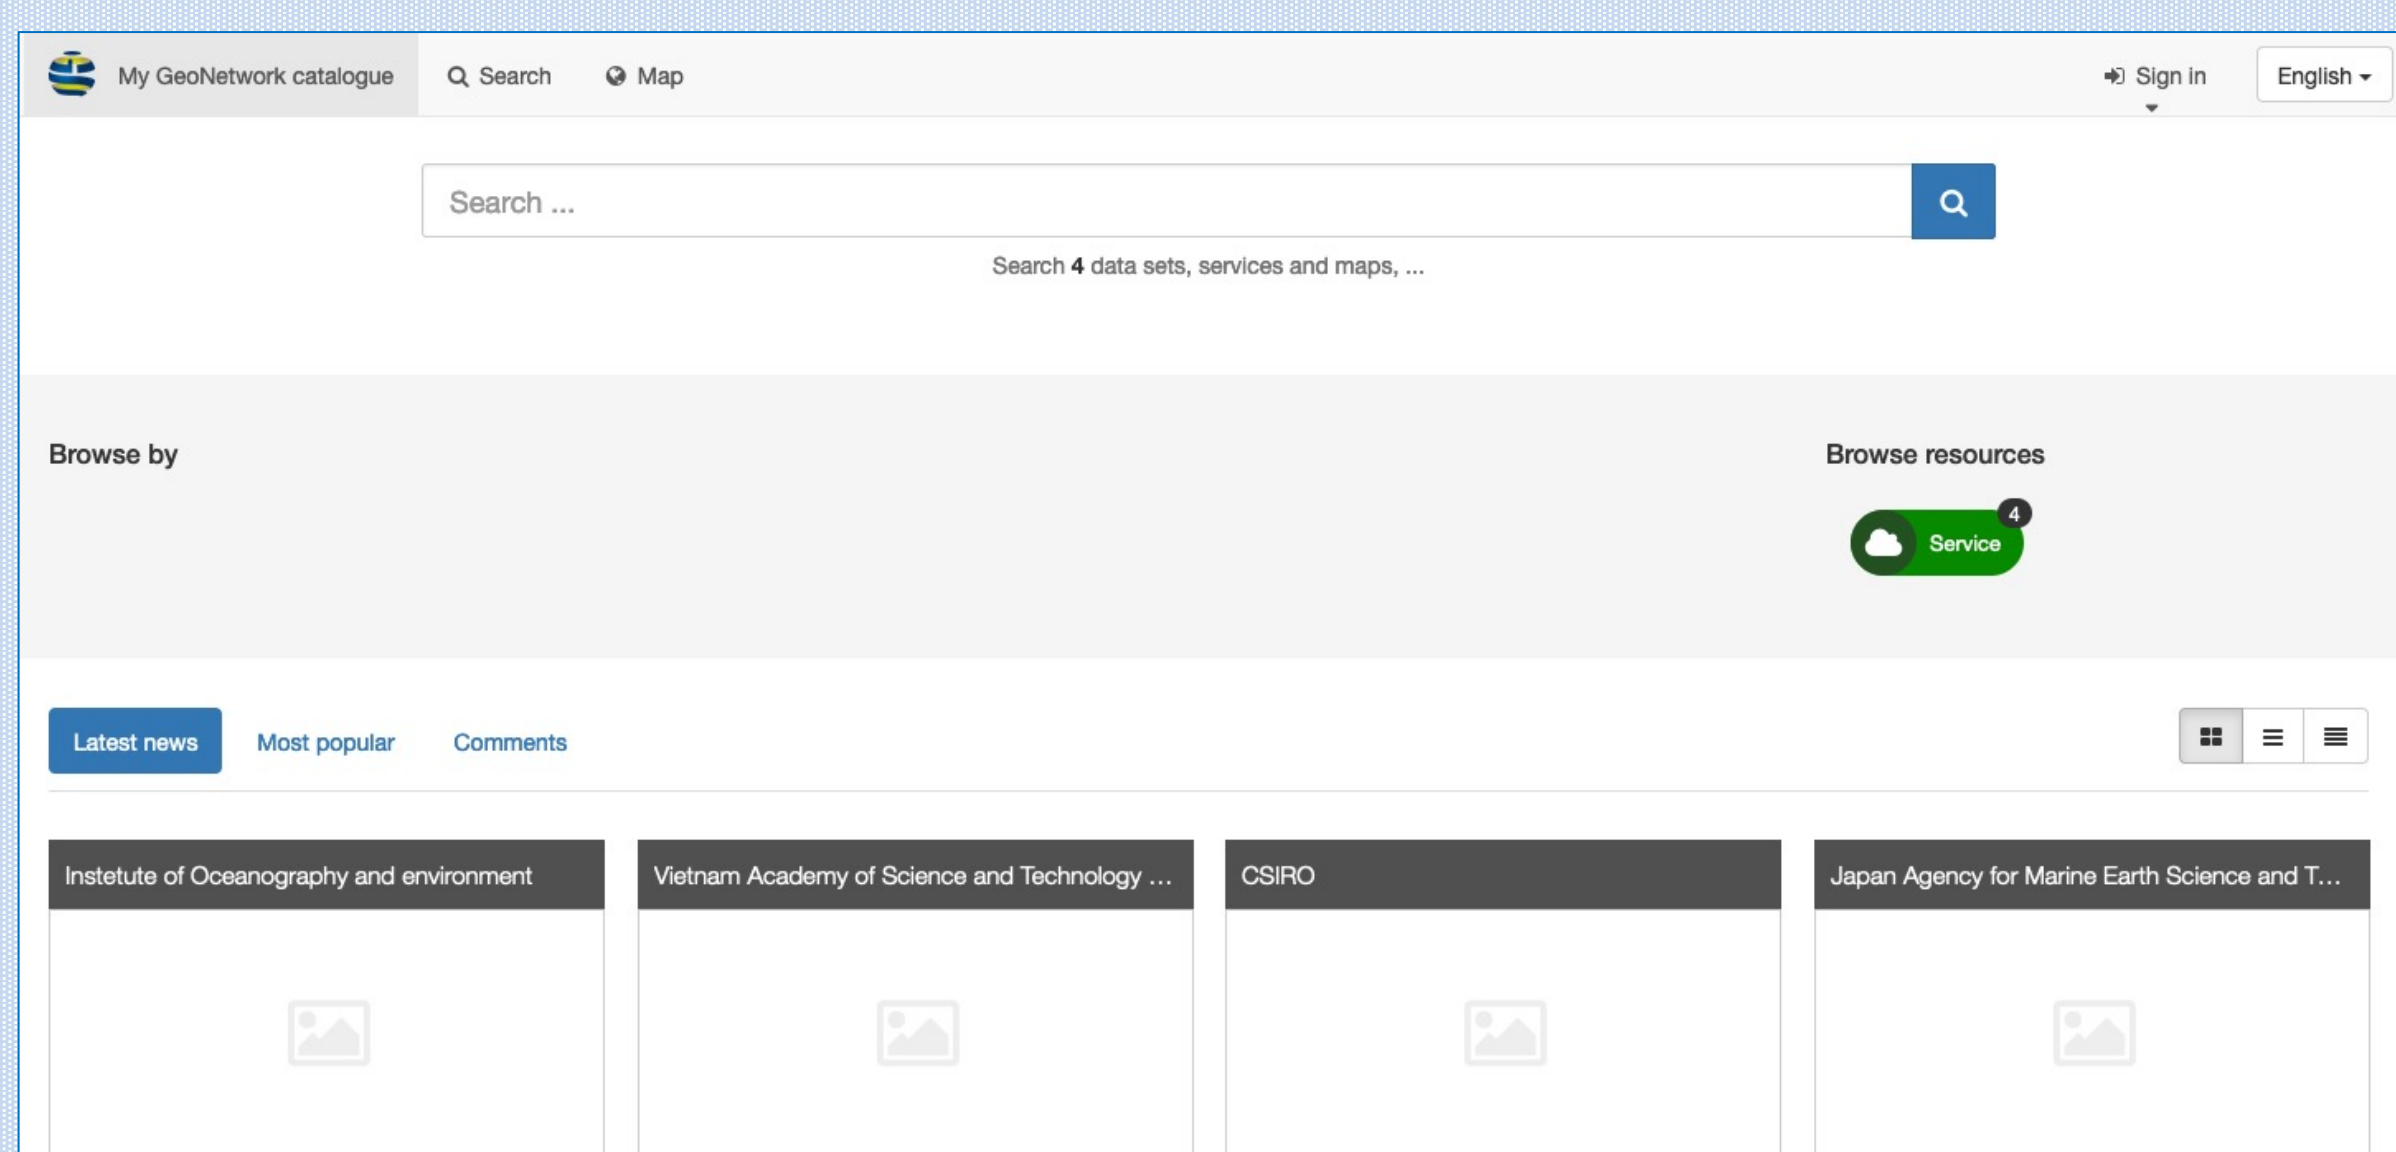 My GeoNetwork catalogue Search Map Sign in English
Search ...
Search 4 data sets, services and maps, ...
Browse by Browse resources
4
Service
Latest news Most popular Comments
Instetute of Oceanography and environment
Vietnam Academy of Science and Technology ...
CSIRO
Japan Agency for Marine Earth Science and T...